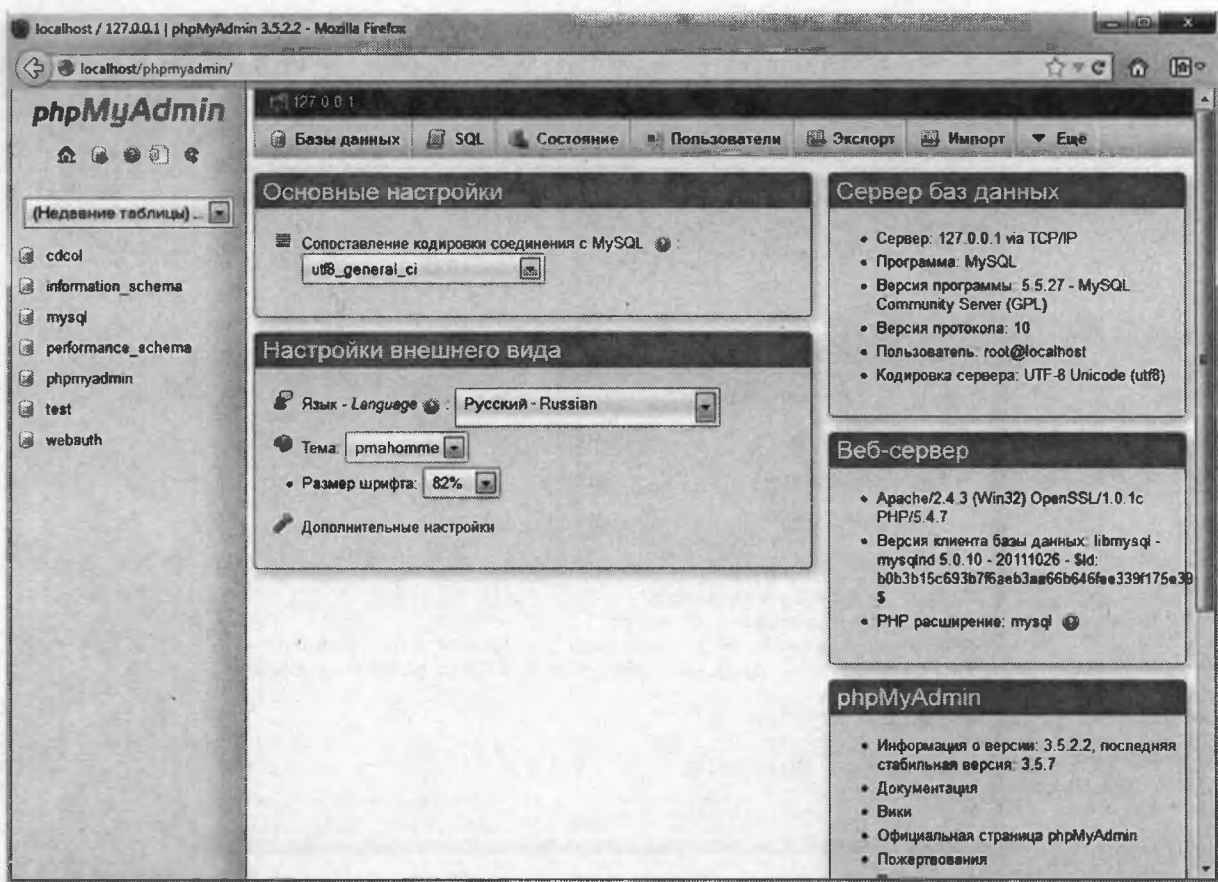 localhost / 127.0.0.1 | phpMyAdmin 3.5.2.2 - Mozilla Firefox
localhost/phpmyadmin/
phpMyAdmin
(Недавние таблицы) ...
cdcol
information_schema
mysql
performance_schema
phpmyadmin
test
webauth
127.0.0.1
Базы данных SQL Состояние Пользователи Экспорт Импорт Ещё
Основные настройки
Сопоставление кодировки соединения с MySQL :
utf8_general_ci
Настройки внешнего вида
Язык - Language : Русский - Russian
Тема: pmahomme
• Размер шрифта: 82%
Дополнительные настройки
Сервер баз данных
• Сервер: 127.0.0.1 via TCP/IP
• Программа: MySQL
• Версия программы: 5.5.27 - MySQL
Community Server (GPL)
• Версия протокола: 10
• Пользователь: root@localhost
• Кодировка сервера: UTF-8 Unicode (utf8)
Веб-сервер
• Apache/2.4.3 (Win32) OpenSSL/1.0.1c
PHP/5.4.7
• Версия клиента базы данных: libmysql -
mysqlnd 5.0.10 - 20111026 - $Id:
$
• PHP расширение: mysql
phpMyAdmin
• Информация о версии: 3.5.2.2, последняя
стабильная версия: 3.5.7
• Документация
• Вики
• Официальная страница phpMyAdmin
• Пожертвования